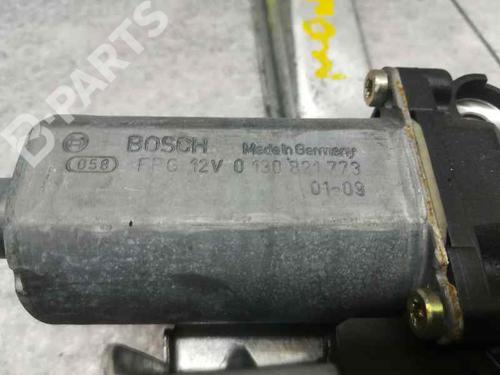 D-PARTS
BOSCH Made in Germany
058 FPG 12V 0 130 821 773
01-09